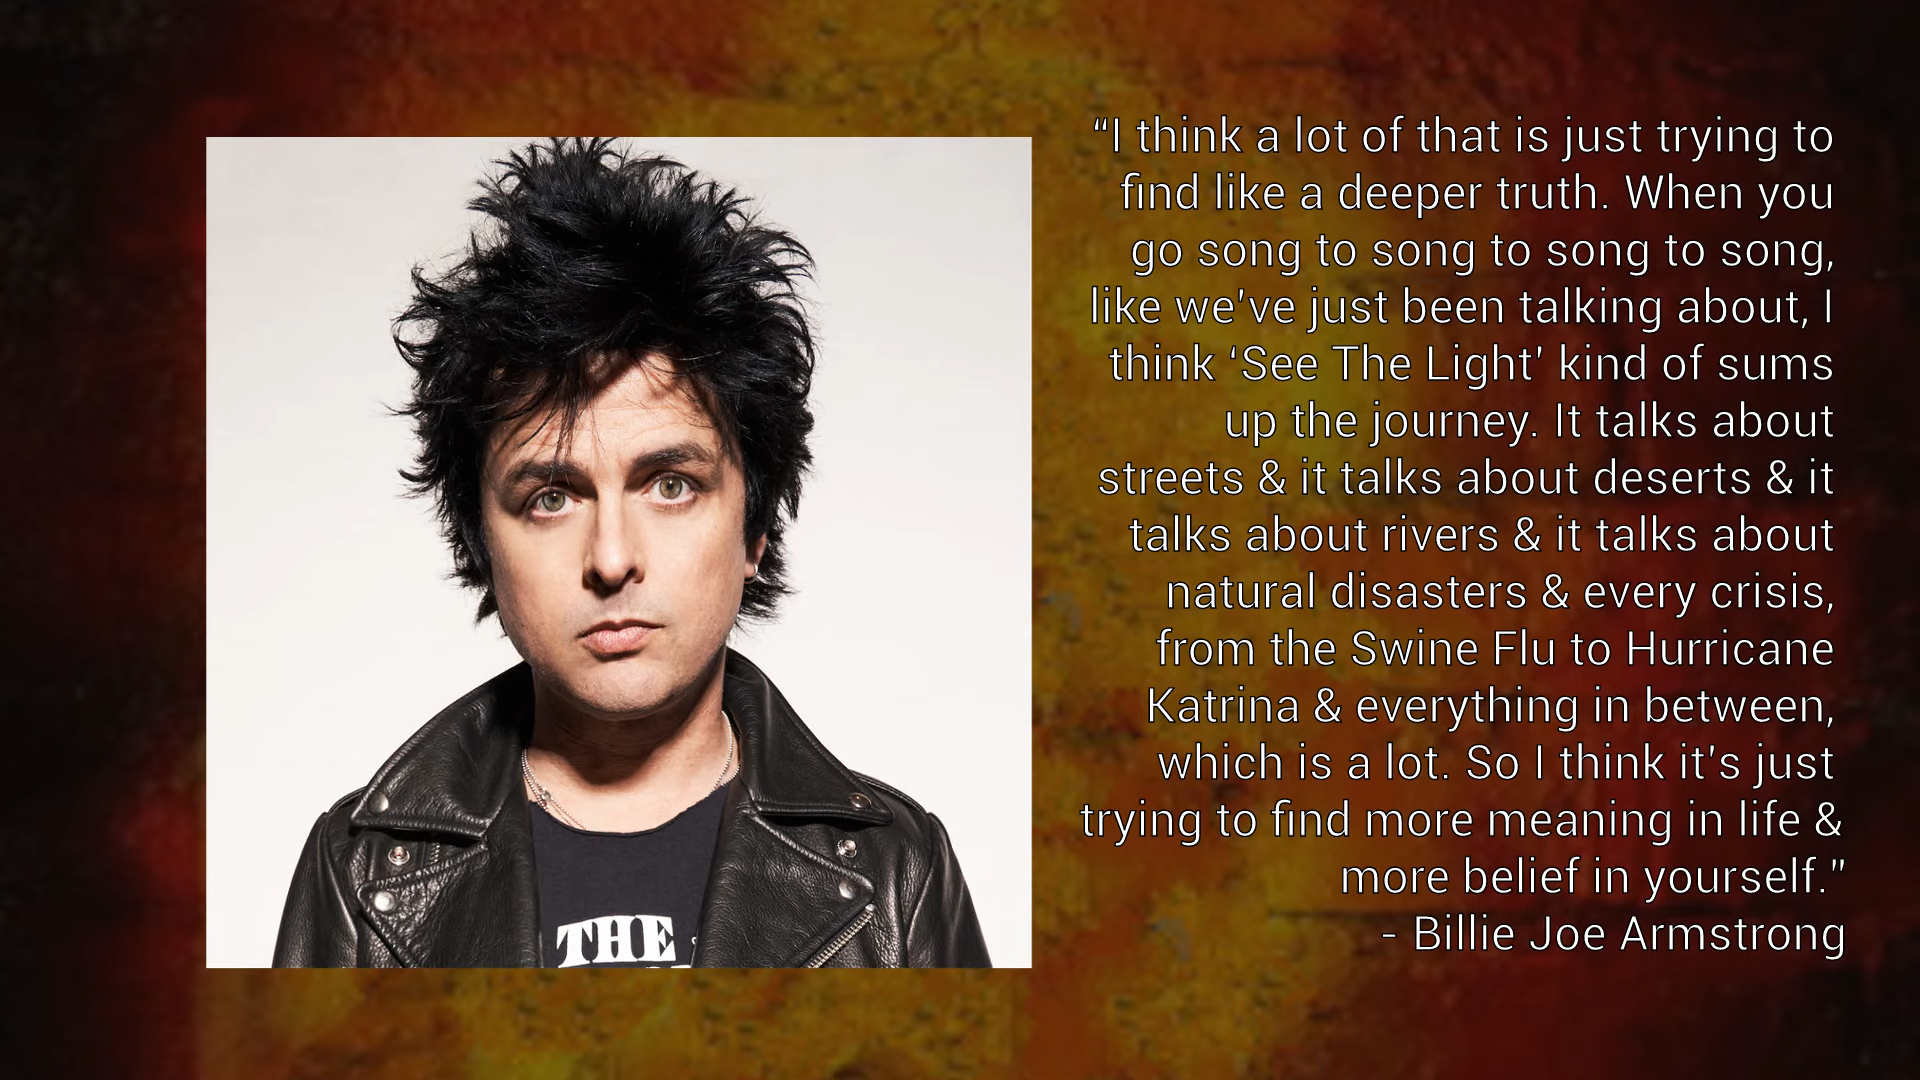 “I think a lot of that is just trying to
find like a deeper truth. When you
go song to song to song to song,
like we’ve just been talking about, I
think ‘See The Light’ kind of sums
up the journey. It talks about
streets & it talks about deserts & it
talks about rivers & it talks about
natural disasters & every crisis,
from the Swine Flu to Hurricane
Katrina & everything in between,
which is a lot. So I think it’s just
trying to find more meaning in life &
more belief in yourself.”
- Billie Joe Armstrong
THE